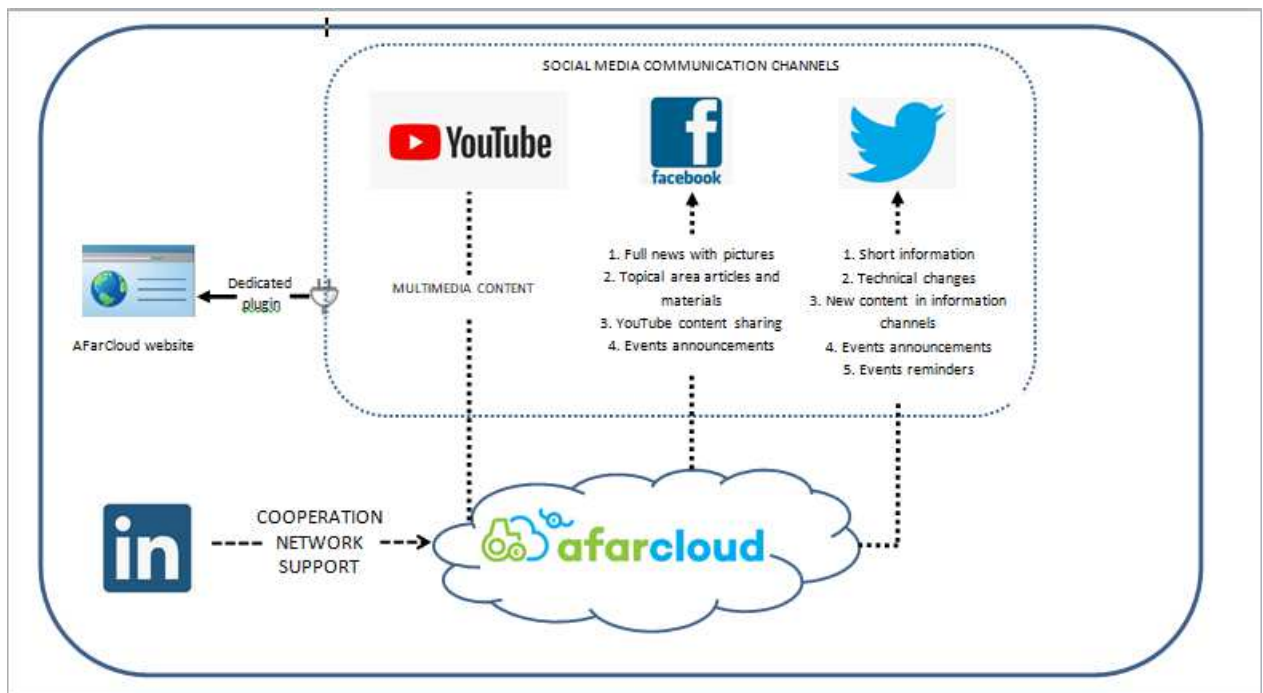 SOCIAL MEDIA COMMUNICATION CHANNELS
YouTube
f
facebook
Dedicated
plugin
AFarCloud website
MULTIMEDIA CONTENT
1. Full news with pictures
2. Topical area articles and
materials
3. YouTube content sharing
4. Events announcements
1. Short information
2. Technical changes
3. New content in information
channels
4. Events announcements
5. Events reminders
in
COOPERATION
NETWORK
SUPPORT
afarcloud